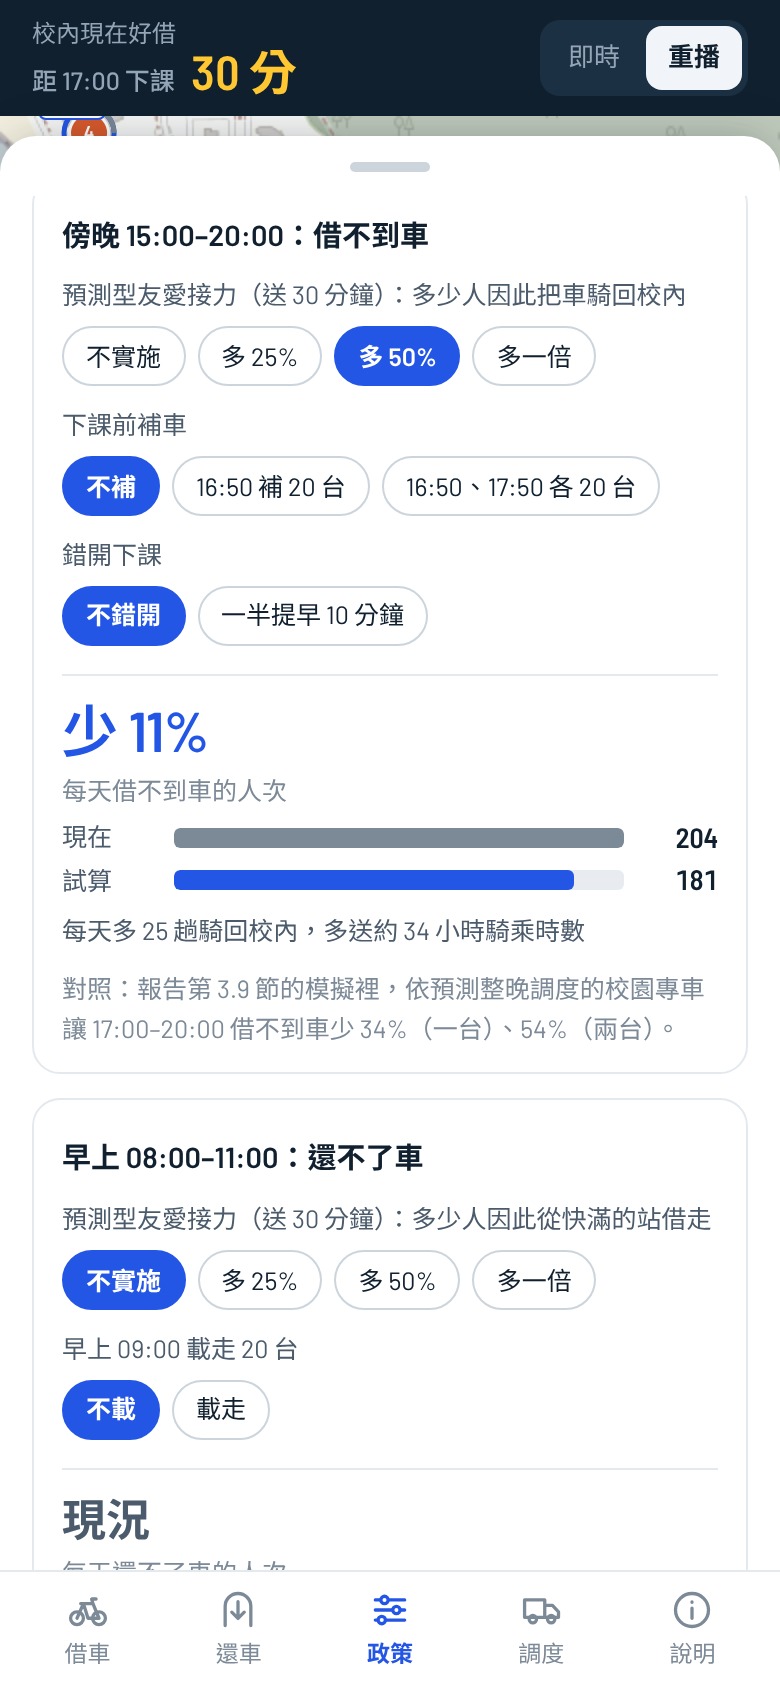 校內現在好借
距 17:00 下課 30 分
即時 重播
4
傍晚 15:00–20:00：借不到車
預測型友愛接力（送 30 分鐘）：多少人因此把車騎回校內
不實施 多 25% 多 50% 多一倍
下課前補車
不補 16:50 補 20 台 16:50、17:50 各 20 台
錯開下課
不錯開 一半提早 10 分鐘
少 11%
每天借不到車的人次
現在 204
試算 181
每天多 25 趟騎回校內，多送約 34 小時騎乘時數
對照：報告第 3.9 節的模擬裡，依預測整晚調度的校園專車
讓 17:00–20:00 借不到車少 34%（一台）、54%（兩台）。
早上 08:00–11:00：還不了車
預測型友愛接力（送 30 分鐘）：多少人因此從快滿的站借走
不實施 多 25% 多 50% 多一倍
早上 09:00 載走 20 台
不載 載走
現況
每天還不了車的人次
借車 還車 政策 調度 說明